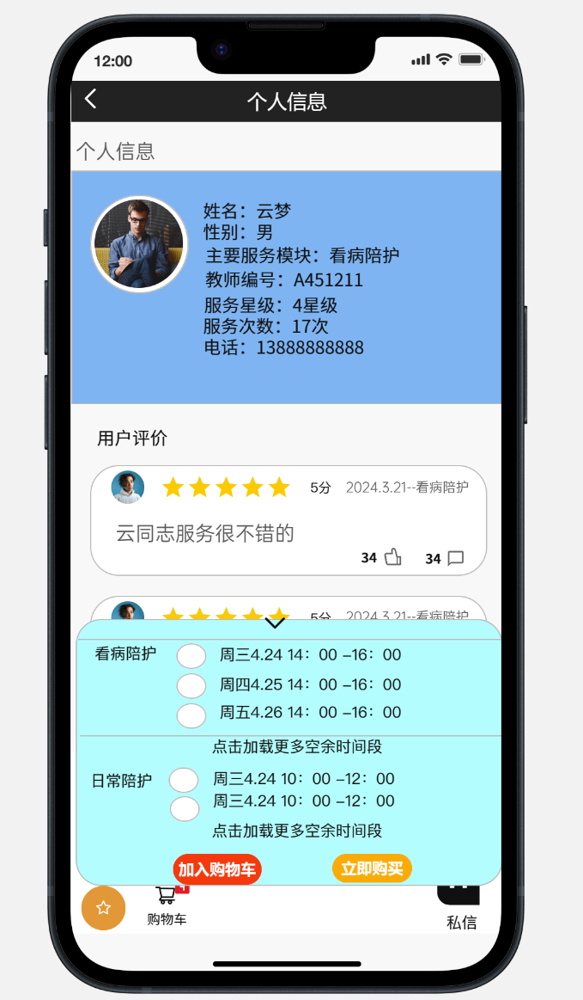 12:00
个人信息
个人信息
姓名：云梦
性别：男
主要服务模块：看病陪护
教师编号：A451211
服务星级：4星级
服务次数：17次
电话：13888888888
用户评价
5分 2024.3.21--看病陪护
云同志服务很不错的
34 34
5分 2024.3.21--看病陪护
看病陪护 周三4.24 14：00 –16：00
周四4.25 14：00 –16：00
周五4.26 14：00 –16：00
点击加载更多空余时间段
日常陪护 周三4.24 10：00 –12：00
周三4.24 10：00 –12：00
点击加载更多空余时间段
加入购物车 立即购买
购物车 私信